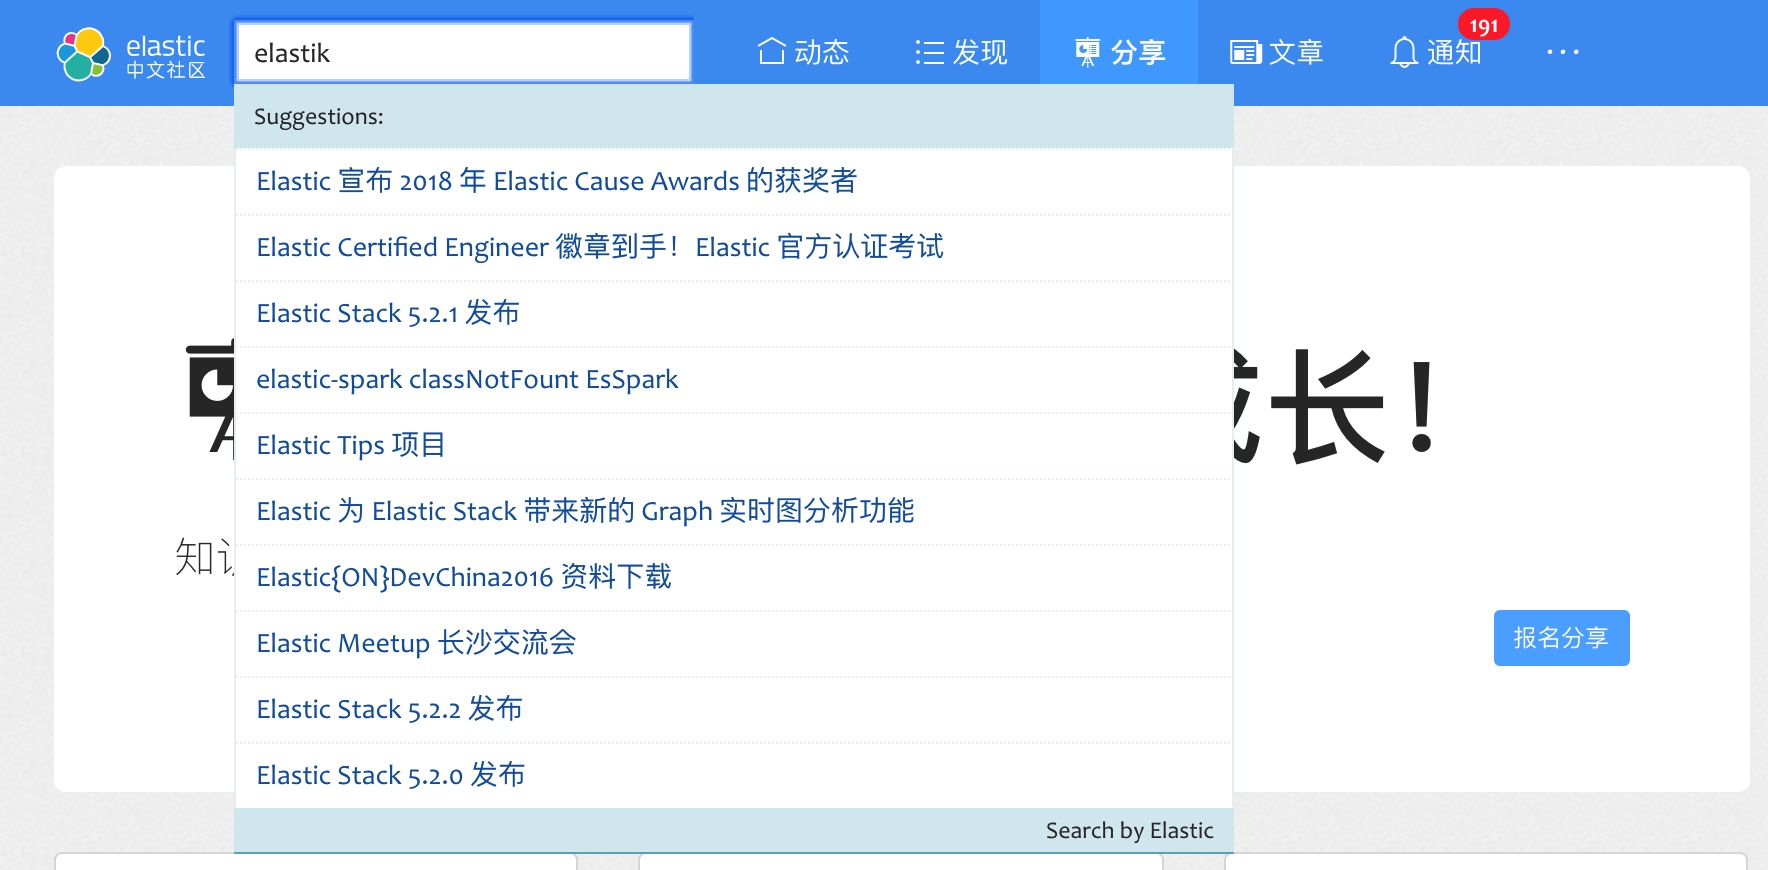 elastic
中文社区
elastik
动态
发现
分享
文章
通知
191
Suggestions:
Elastic 宣布 2018 年 Elastic Cause Awards 的获奖者
Elastic Certified Engineer 徽章到手！Elastic 官方认证考试
Elastic Stack 5.2.1 发布
elastic-spark classNotFount EsSpark
Elastic Tips 项目
Elastic 为 Elastic Stack 带来新的 Graph 实时图分析功能
Elastic{ON}DevChina2016 资料下载
Elastic Meetup 长沙交流会
Elastic Stack 5.2.2 发布
Elastic Stack 5.2.0 发布
Search by Elastic
成长！
知识
报名分享